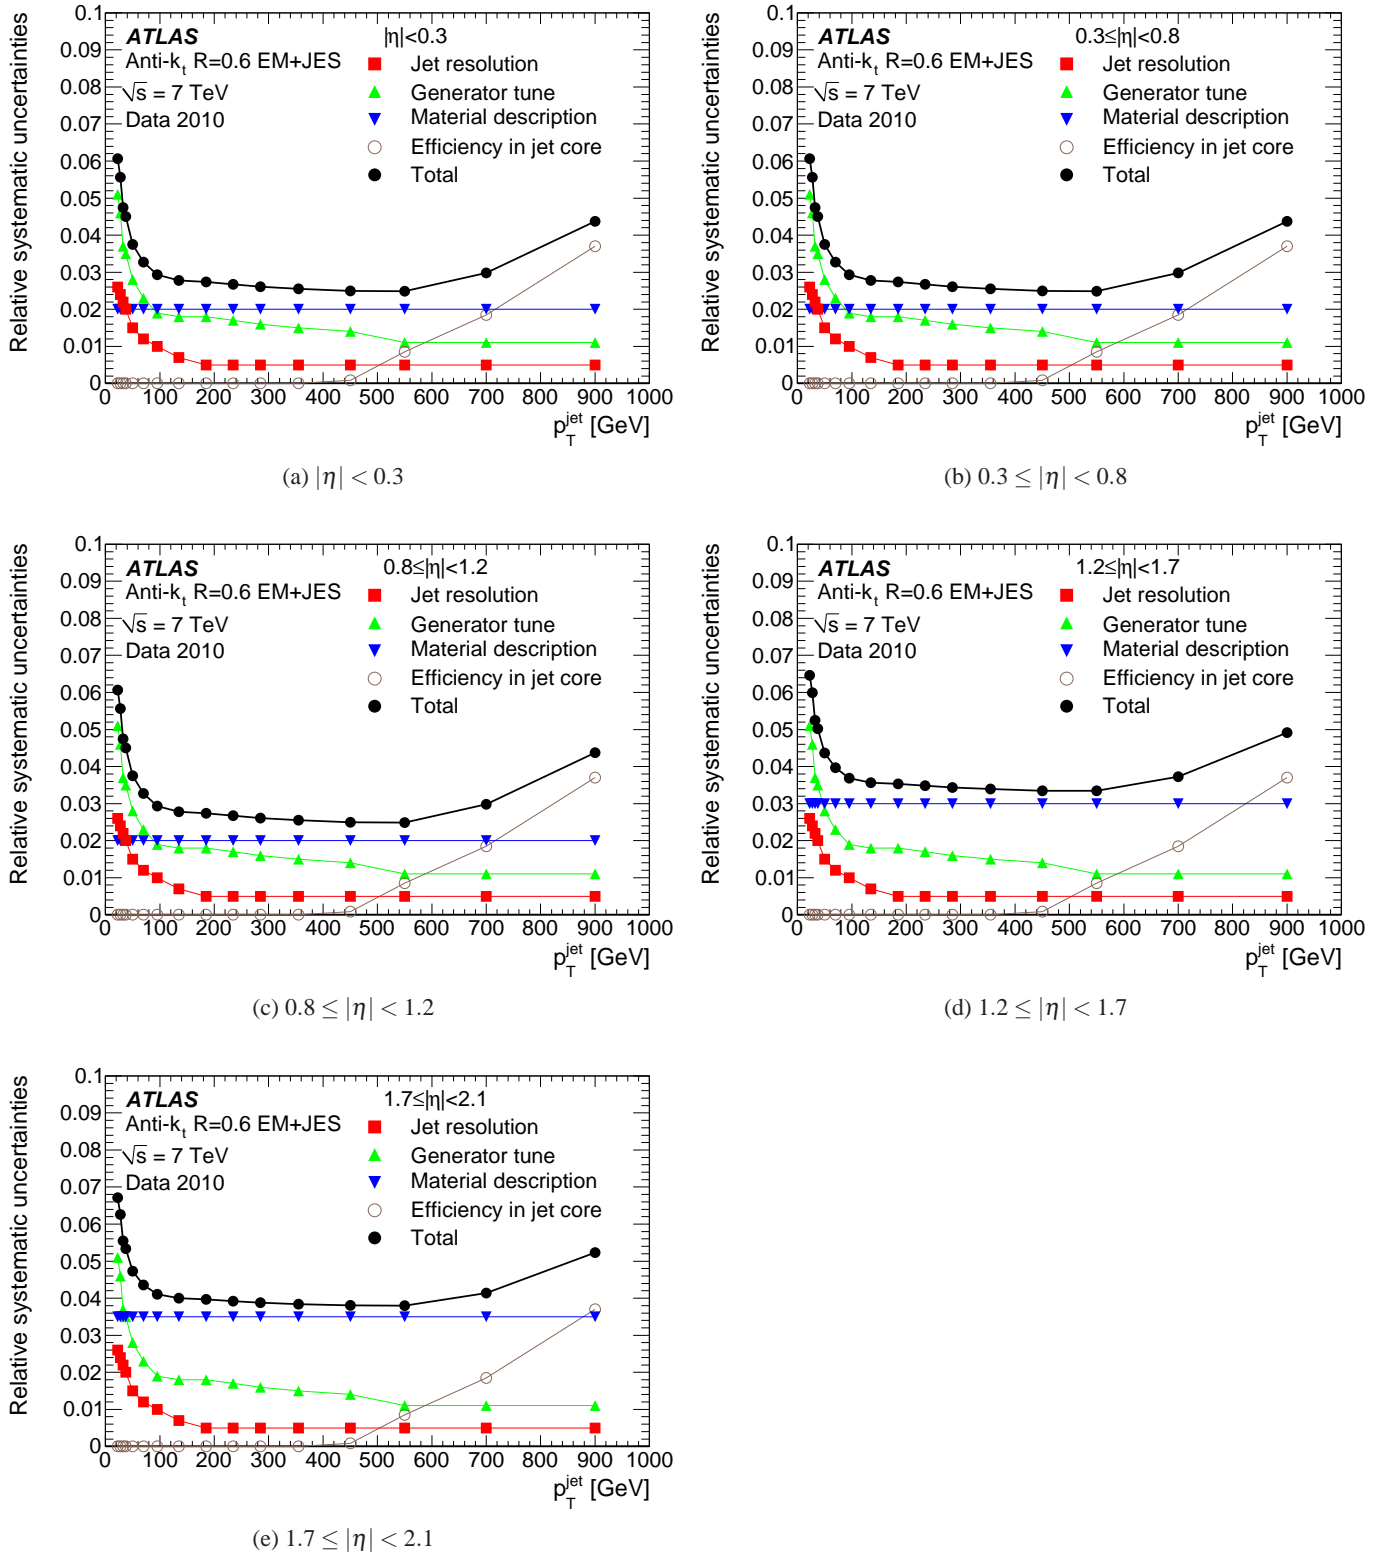 Relative systematic uncertainties
0.1
0.09
0.08
0.07
0.06
0.05
0.04
0.03
0.02
0.01
0
ATLAS
|η|<0.3
Anti-k_t R=0.6 EM+JES
√s = 7 TeV
Data 2010
Jet resolution
Generator tune
Material description
Efficiency in jet core
Total
0 100 200 300 400 500 600 700 800 900 1000
p_T^jet [GeV]
(a) |η| < 0.3
Relative systematic uncertainties
0.1
0.09
0.08
0.07
0.06
0.05
0.04
0.03
0.02
0.01
0
ATLAS
0.3≤|η|<0.8
Anti-k_t R=0.6 EM+JES
√s = 7 TeV
Data 2010
Jet resolution
Generator tune
Material description
Efficiency in jet core
Total
0 100 200 300 400 500 600 700 800 900 1000
p_T^jet [GeV]
(b) 0.3 ≤ |η| < 0.8
Relative systematic uncertainties
0.1
0.09
0.08
0.07
0.06
0.05
0.04
0.03
0.02
0.01
0
ATLAS
0.8≤|η|<1.2
Anti-k_t R=0.6 EM+JES
√s = 7 TeV
Data 2010
Jet resolution
Generator tune
Material description
Efficiency in jet core
Total
0 100 200 300 400 500 600 700 800 900 1000
p_T^jet [GeV]
(c) 0.8 ≤ |η| < 1.2
Relative systematic uncertainties
0.1
0.09
0.08
0.07
0.06
0.05
0.04
0.03
0.02
0.01
0
ATLAS
1.2≤|η|<1.7
Anti-k_t R=0.6 EM+JES
√s = 7 TeV
Data 2010
Jet resolution
Generator tune
Material description
Efficiency in jet core
Total
0 100 200 300 400 500 600 700 800 900 1000
p_T^jet [GeV]
(d) 1.2 ≤ |η| < 1.7
Relative systematic uncertainties
0.1
0.09
0.08
0.07
0.06
0.05
0.04
0.03
0.02
0.01
0
ATLAS
1.7≤|η|<2.1
Anti-k_t R=0.6 EM+JES
√s = 7 TeV
Data 2010
Jet resolution
Generator tune
Material description
Efficiency in jet core
Total
0 100 200 300 400 500 600 700 800 900 1000
p_T^jet [GeV]
(e) 1.7 ≤ |η| < 2.1